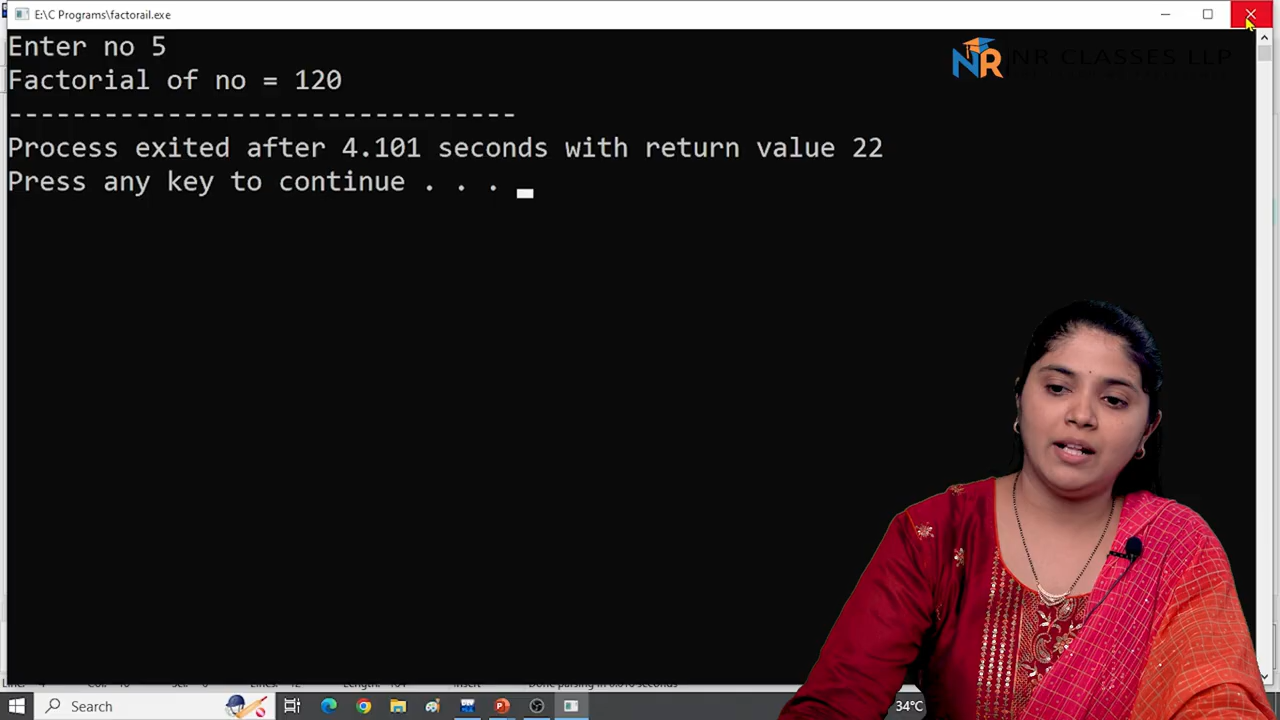 E:\C Programs\factorail.exe
Enter no 5
Factorial of no = 120
--------------------------------
Process exited after 4.101 seconds with return value 22
Press any key to continue . . .
NR
NR CLASSES LLP
Search
34°C